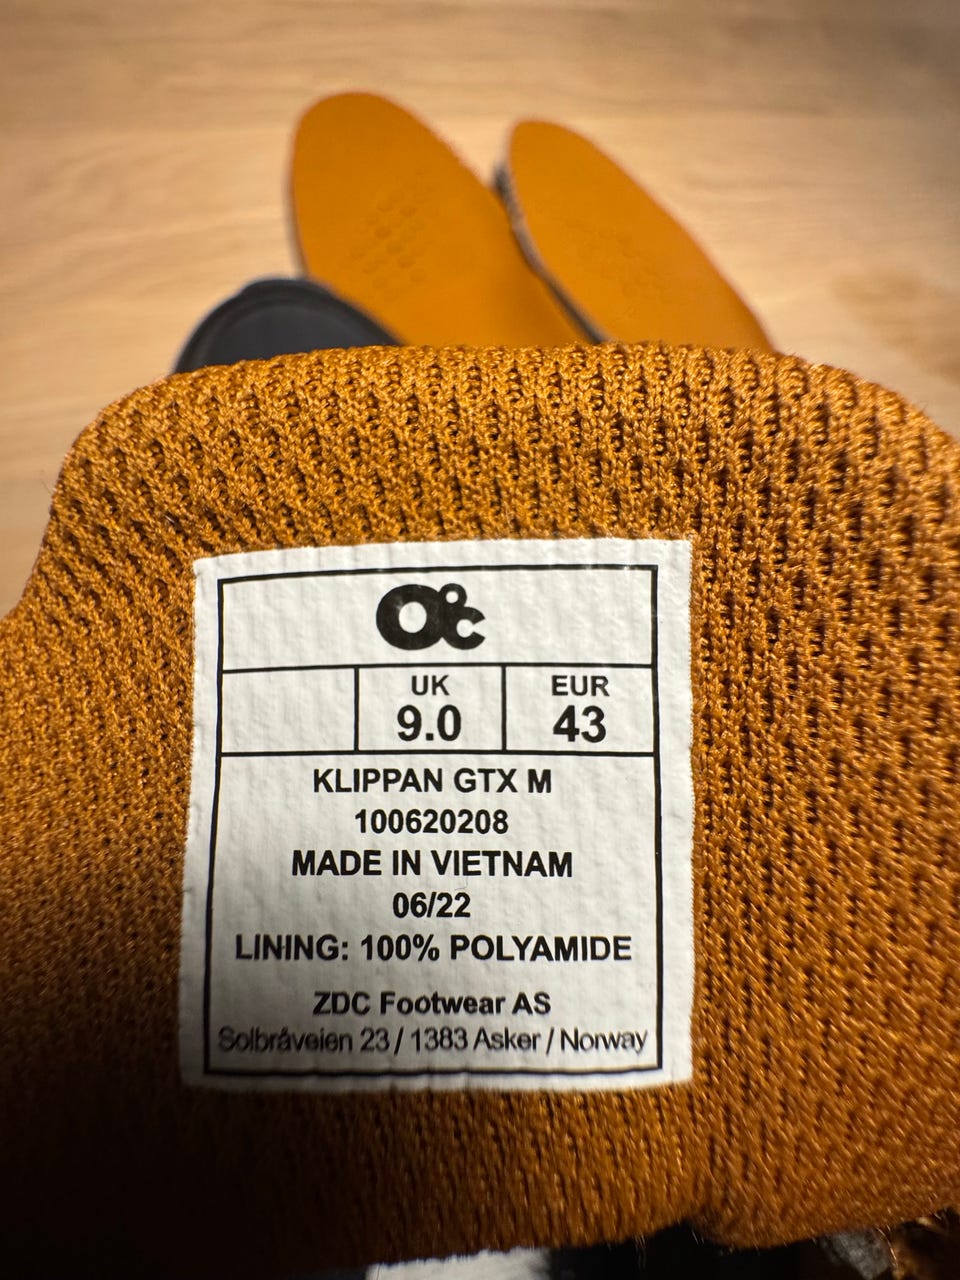 O°C
UK EUR
9.0 43
KLIPPAN GTX M
100620208
MADE IN VIETNAM
06/22
LINING: 100% POLYAMIDE
ZDC Footwear AS
Solbråveien 23 / 1383 Asker / Norway